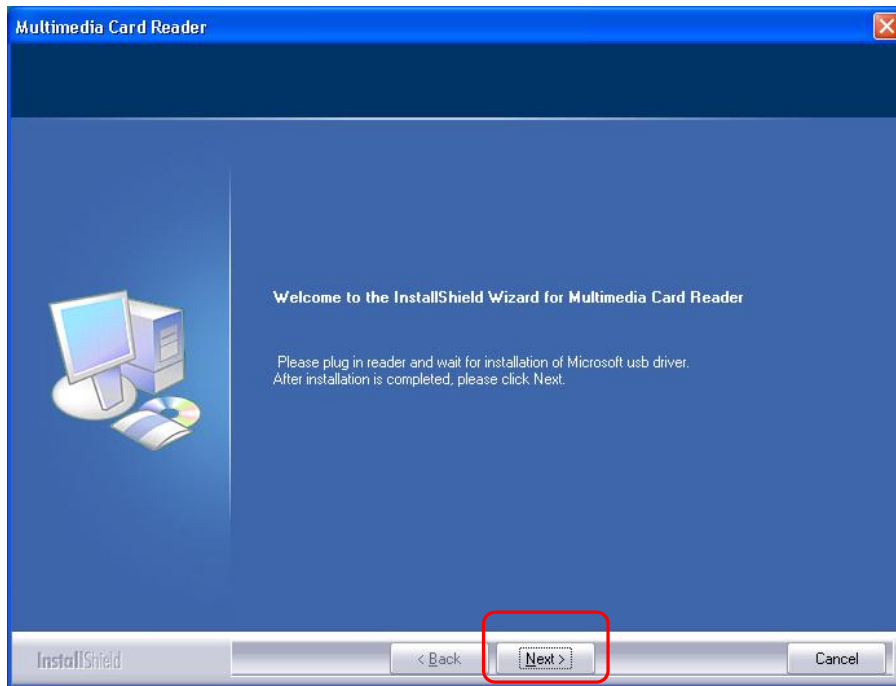 Multimedia Card Reader
Welcome to the InstallShield Wizard for Multimedia Card Reader
Please plug in reader and wait for installation of Microsoft usb driver.
After installation is completed, please click Next.
InstallShield
< Back
Next >
Cancel